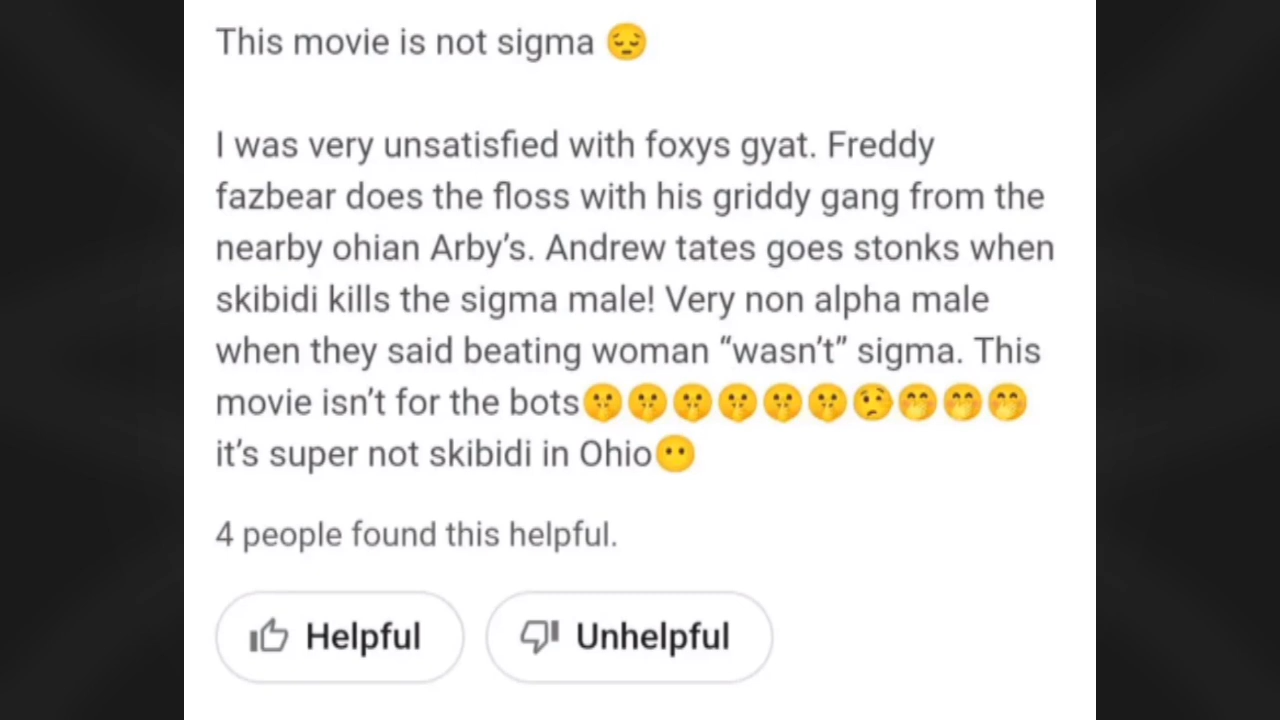 This movie is not sigma 😔
I was very unsatisfied with foxys gyat. Freddy
fazbear does the floss with his griddy gang from the
nearby ohian Arby’s. Andrew tates goes stonks when
skibidi kills the sigma male! Very non alpha male
when they said beating woman “wasn’t” sigma. This
movie isn’t for the bots🤫🤫🤫🤫🤫🤫🤥🤭🤭🤭
it’s super not skibidi in Ohio😶
4 people found this helpful.
Helpful
Unhelpful